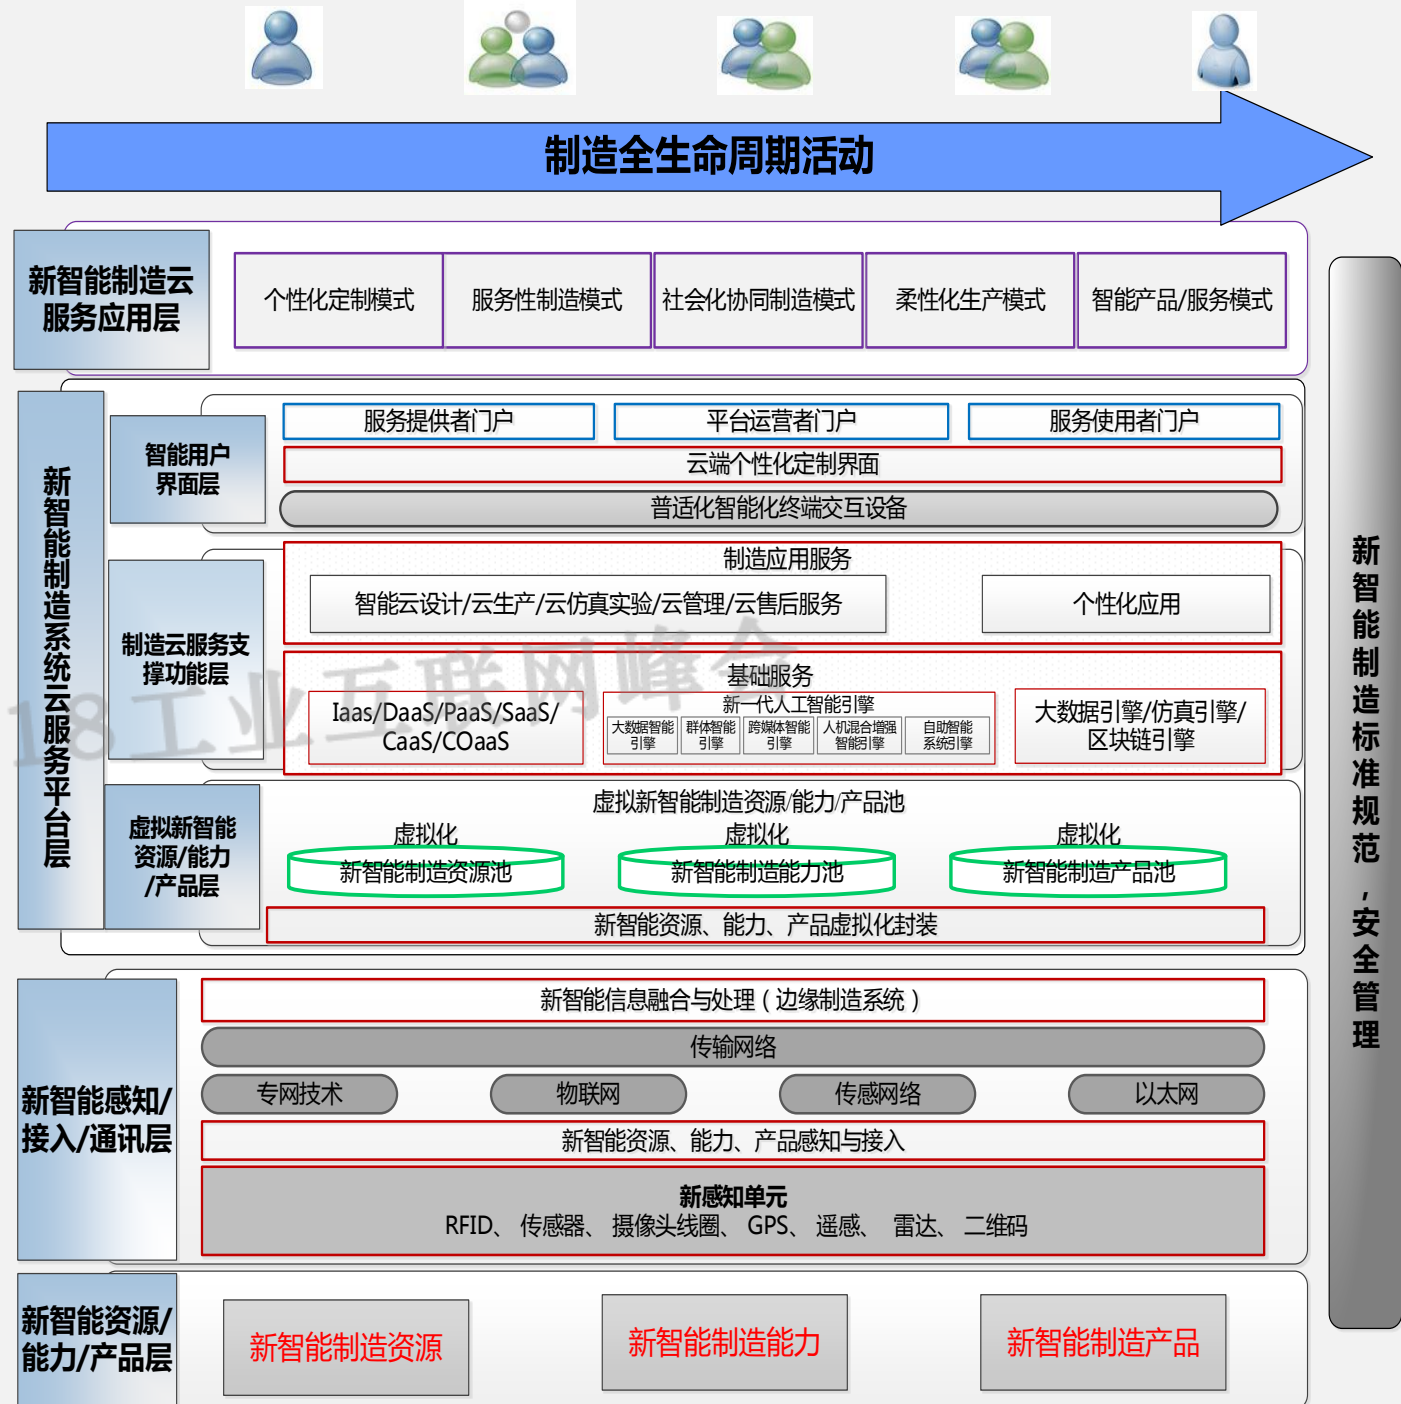 制造全生命周期活动
新智能制造云
服务应用层
个性化定制模式
服务性制造模式
社会化协同制造模式
柔性化生产模式
智能产品/服务模式
新智能制造系统云服务平台层
智能用户
界面层
服务提供者门户
平台运营者门户
服务使用者门户
云端个性化定制界面
普适化智能化终端交互设备
制造云服务支
撑功能层
制造应用服务
智能云设计/云生产/云仿真实验/云管理/云售后服务
个性化应用
基础服务
Iaas/DaaS/PaaS/SaaS/
CaaS/COaaS
新一代人工智能引擎
大数据智能
引擎
群体智能
引擎
跨媒体智能
引擎
人机混合增强
智能引擎
自助智能
系统引擎
大数据引擎/仿真引擎/
区块链引擎
虚拟新智能
资源/能力
/产品层
虚拟新智能制造资源/能力/产品池
虚拟化
新智能制造资源池
虚拟化
新智能制造能力池
虚拟化
新智能制造产品池
新智能资源、能力、产品虚拟化封装
新智能感知/
接入/通讯层
新智能信息融合与处理（边缘制造系统）
传输网络
专网技术
物联网
传感网络
以太网
新智能资源、能力、产品感知与接入
新感知单元
RFID、 传感器、 摄像头线圈、 GPS、 遥感、 雷达、 二维码
新智能资源/
能力/产品层
新智能制造资源
新智能制造能力
新智能制造产品
新智能制造标准规范,安全管理
18工业互联网峰会